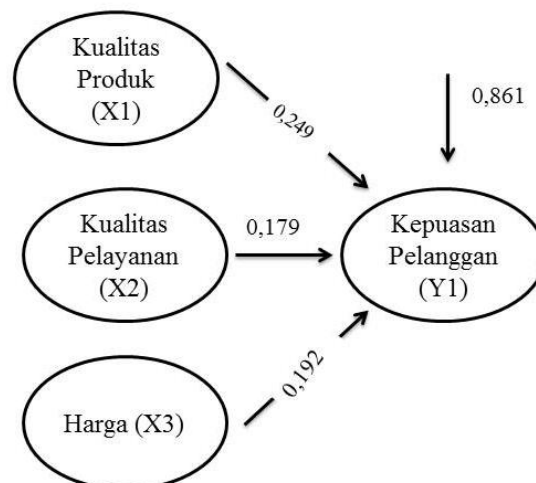 Kualitas
Produk
(X1)
0,249
0,861
Kualitas
Pelayanan
(X2)
0,179
Kepuasan
Pelanggan
(Y1)
0,192
Harga (X3)